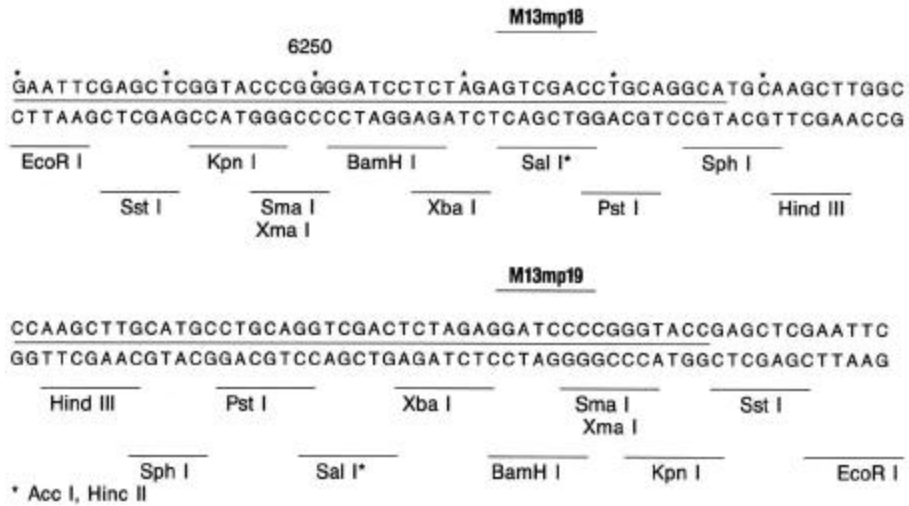 M13mp18
6250
* * * * * *
GAATTCGAGCTCGGTACCCGGGGATCCTCTAGAGTCGACCTGCAGGCATGCAAGCTTGGC
CTTAAGCTCGAGCCATGGGCCCCTAGGAGATCTCAGCTGGACGTCCGTACGTTCGAACCG
EcoR I Kpn I BamH I Sal I* Sph I
Sst I Sma I Xba I Pst I Hind III
Xma I
M13mp19
CCAAGCTTGCATGCCTGCAGGTCGACTCTAGAGGATCCCCGGGTACCGAGCTCGAATTC
GGTTCGAACGTACGGACGTCCAGCTGAGATCTCCTAGGGGCCCATGGCTCGAGCTTAAG
Hind III Pst I Xba I Sma I Sst I
Xma I
Sph I Sal I* BamH I Kpn I EcoR I
* Acc I, Hinc II